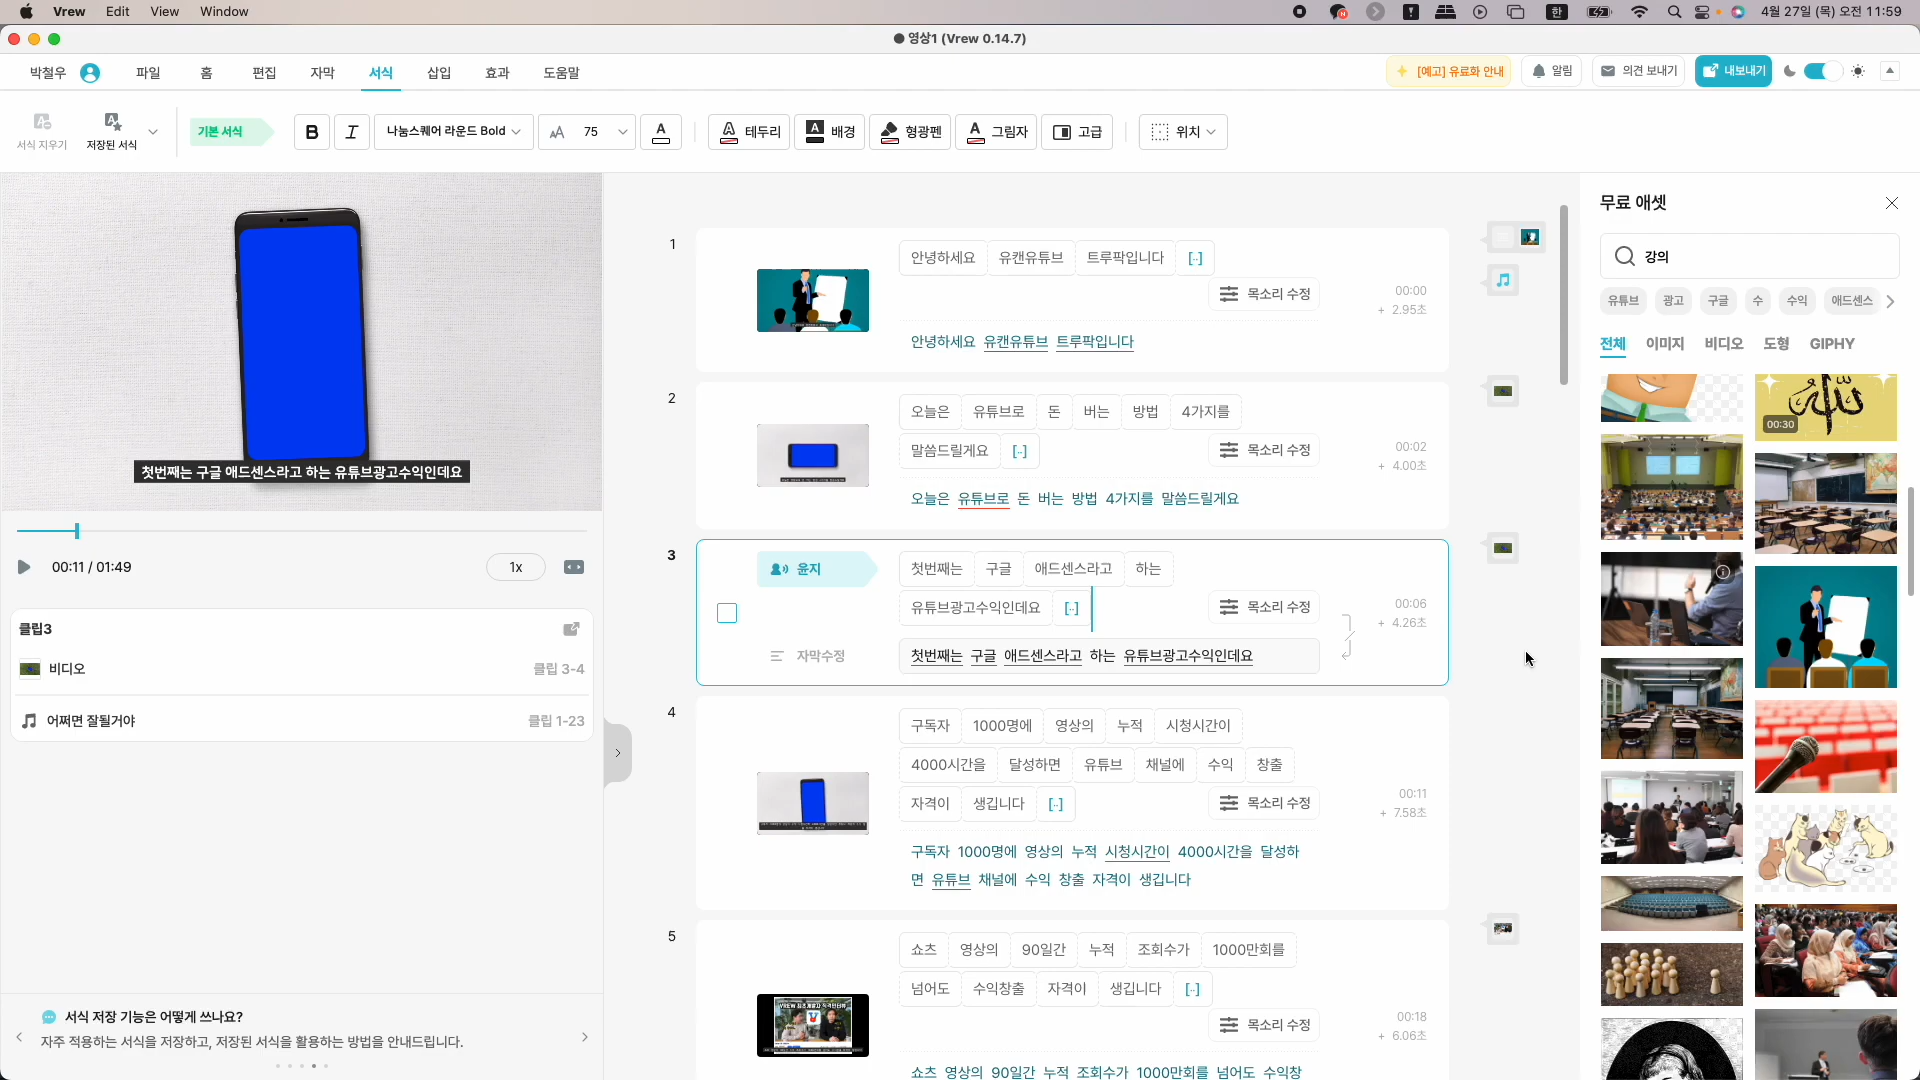 Vrew Edit View Window
4월 27일 (목) 오전 11:59
영상1 (Vrew 0.14.7)
박철우 파일 홈 편집 자막 서식 삽입 효과 도움말
[예고] 유료화 안내 알림 의견 보내기 내보내기
서식 지우기 저장된 서식 기본 서식 B I 나눔스퀘어 라운드 Bold 75 A 테두리 배경 형광펜 그림자 고급 위치
첫번째는 구글 애드센스라고 하는 유튜브광고수익인데요
00:11 / 01:49 1x
클립3
비디오 클립 3-4
어쩌면 잘될거야 클립 1-23
서식 저장 기능은 어떻게 쓰나요?
자주 적용하는 서식을 저장하고, 저장된 서식을 활용하는 방법을 안내드립니다.
1
안녕하세요 유캔유튜브 트루팍입니다 [··]
목소리 수정
00:00
+ 2.95초
안녕하세요 유캔유튜브 트루팍입니다
2
오늘은 유튜브로 돈 버는 방법 4가지를
말씀드릴게요 [··] 목소리 수정
00:02
+ 4.00초
오늘은 유튜브로 돈 버는 방법 4가지를 말씀드릴게요
3
윤지 첫번째는 구글 애드센스라고 하는
유튜브광고수익인데요 [··] 목소리 수정
00:06
+ 4.26초
자막수정 첫번째는 구글 애드센스라고 하는 유튜브광고수익인데요
4
구독자 1000명에 영상의 누적 시청시간이
4000시간을 달성하면 유튜브 채널에 수익 창출
자격이 생깁니다 [··] 목소리 수정
00:11
+ 7.58초
구독자 1000명에 영상의 누적 시청시간이 4000시간을 달성하
면 유튜브 채널에 수익 창출 자격이 생깁니다
5
쇼츠 영상의 90일간 누적 조회수가 1000만회를
넘어도 수익창출 자격이 생깁니다 [··]
목소리 수정
00:18
+ 6.06초
쇼츠 영상의 90일간 누적 조회수가 1000만회를 넘어도 수익창
무료 애셋
강의
유튜브 광고 구글 수 수익 애드센스
전체 이미지 비디오 도형 GIPHY
00:30